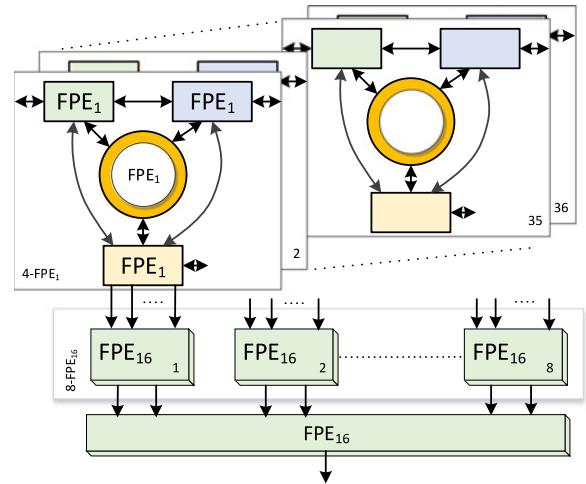 FPE₁ FPE₁
FPE₁
FPE₁
4-FPE₁
2
35
36
8-FPE₁₆
FPE₁₆ 1
FPE₁₆ 2
FPE₁₆ 8
FPE₁₆